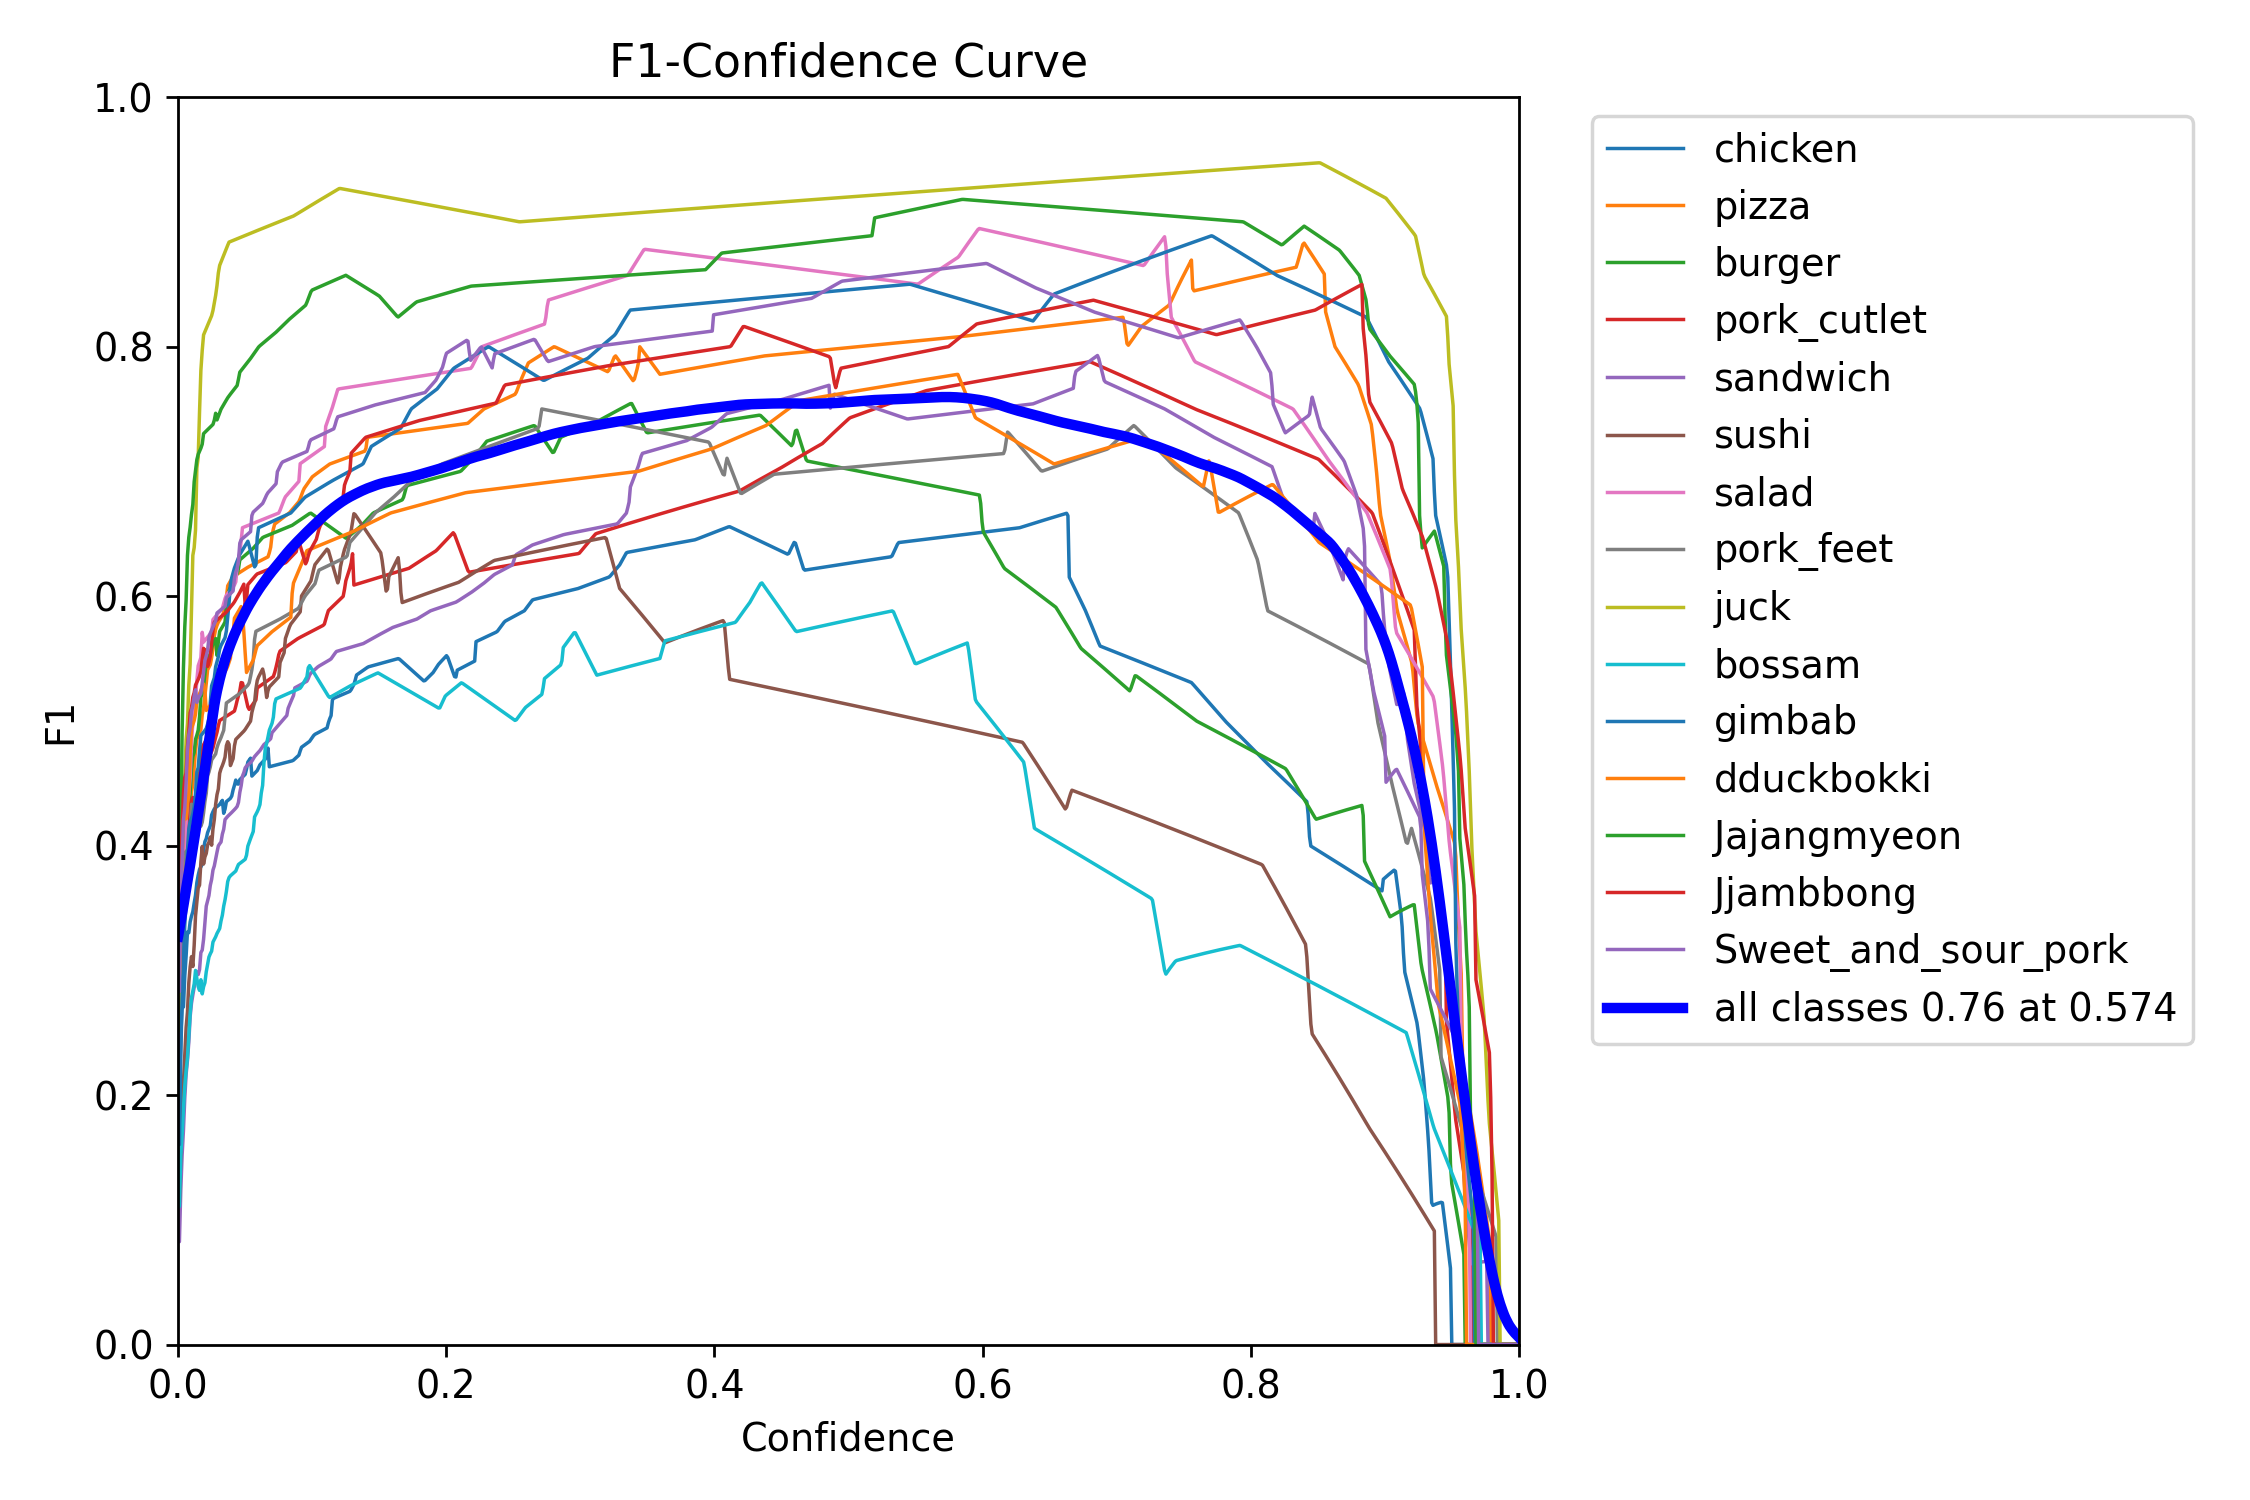 F1-Confidence Curve
1.0
0.8
0.6
0.4
0.2
0.0
F1
0.0 0.2 0.4 0.6 0.8 1.0
Confidence
chicken
pizza
burger
pork_cutlet
sandwich
sushi
salad
pork_feet
juck
bossam
gimbab
dduckbokki
Jajangmyeon
Jjambbong
Sweet_and_sour_pork
all classes 0.76 at 0.574